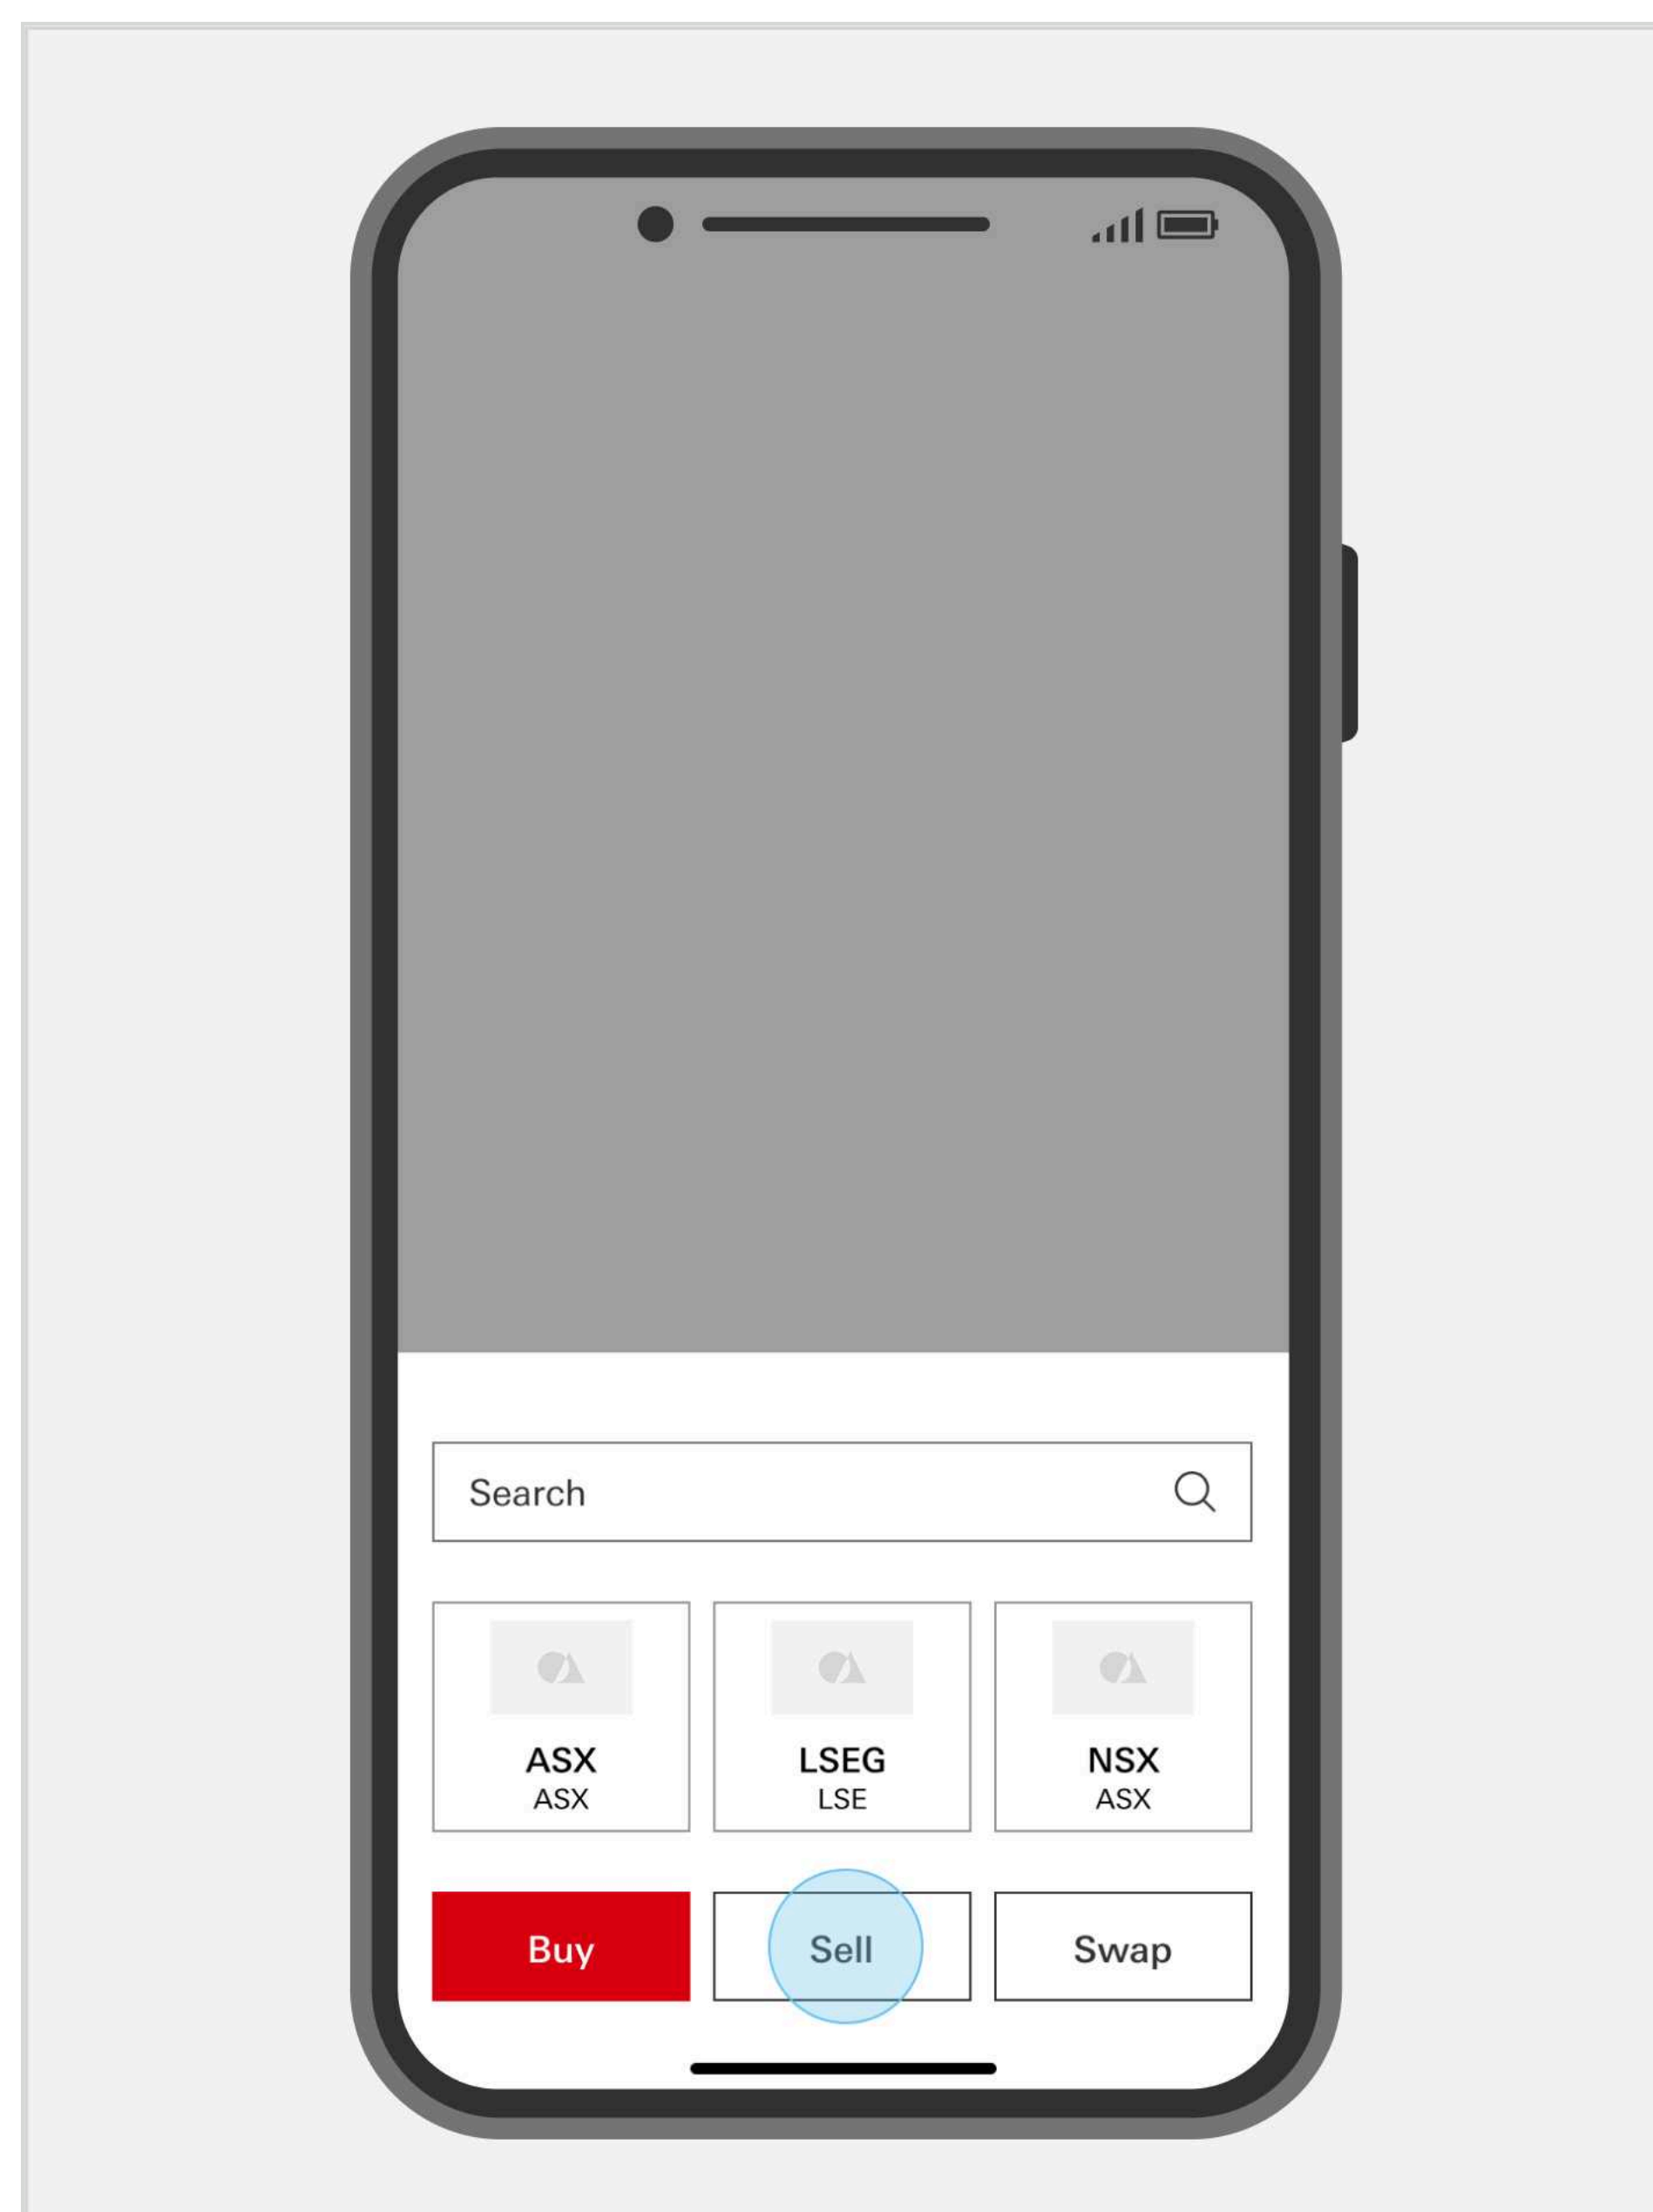 Search
ASX
ASX
LSEG
LSE
NSX
ASX
Buy
Sell
Swap